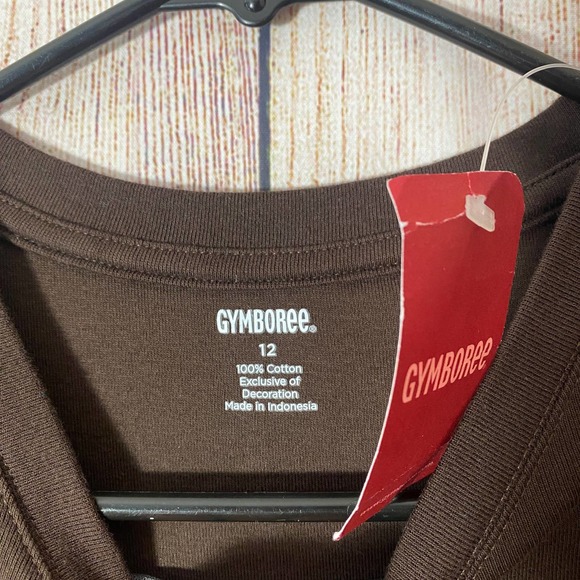 GYMBOREE®
12
100% Cotton
Exclusive of
Decoration
Made in Indonesia
GYMBOREE